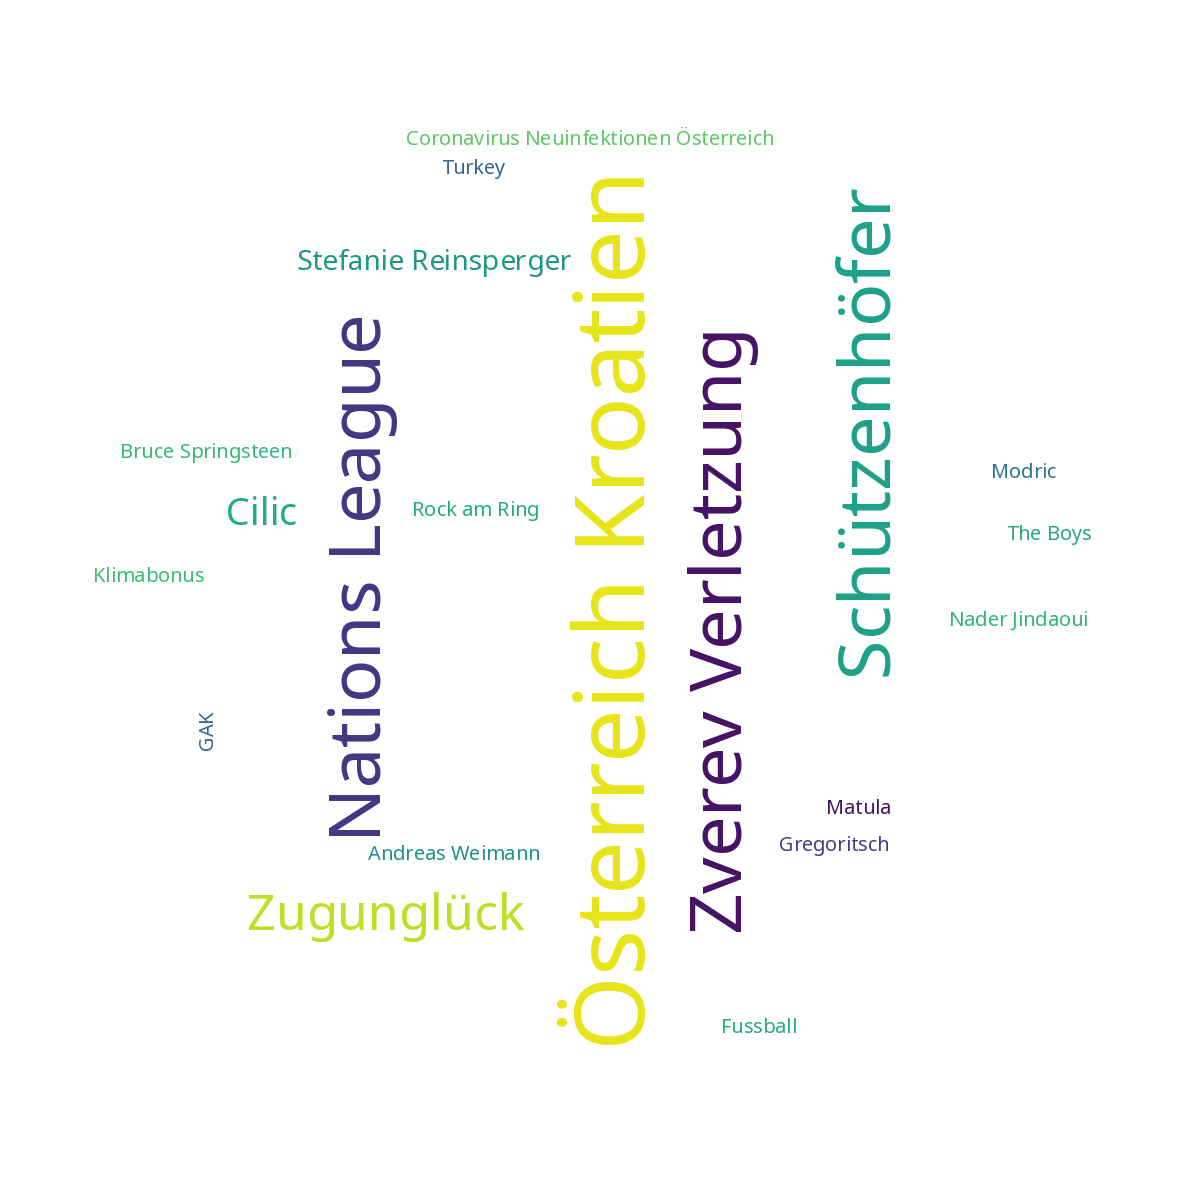 Coronavirus Neuinfektionen Österreich
Turkey
Stefanie Reinsperger
Österreich Kroatien
Schützenhöfer
Nations League
Zverev Verletzung
Bruce Springsteen
Modric
Cilic
Rock am Ring
The Boys
Klimabonus
Nader Jindaoui
GAK
Matula
Gregoritsch
Andreas Weimann
Zugunglück
Fussball